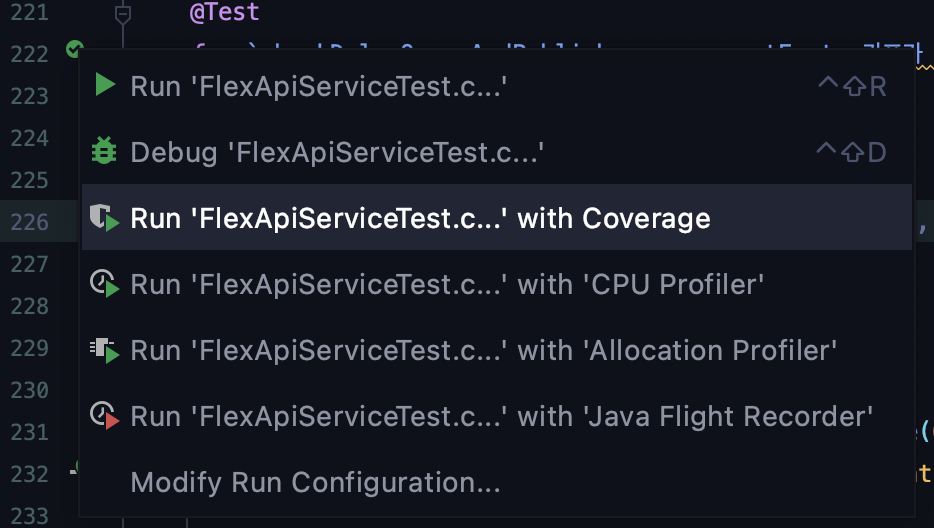 221 @Test
222
Run 'FlexApiServiceTest.c...' ^⇧R
223
224
Debug 'FlexApiServiceTest.c...' ^⇧D
225
226 Run 'FlexApiServiceTest.c...' with Coverage ,
227
Run 'FlexApiServiceTest.c...' with 'CPU Profiler'
228
229 Run 'FlexApiServiceTest.c...' with 'Allocation Profiler'
230
Run 'FlexApiServiceTest.c...' with 'Java Flight Recorder'
231
232
Modify Run Configuration...
233